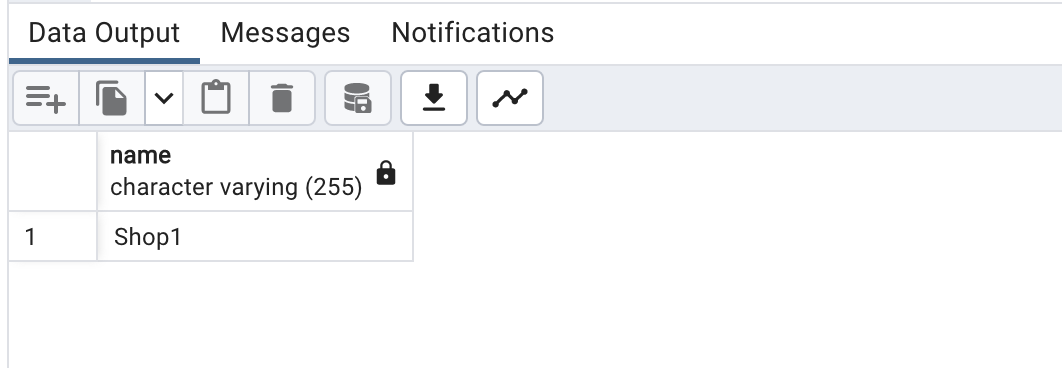 Data Output Messages Notifications
name
character varying (255)
1 Shop1